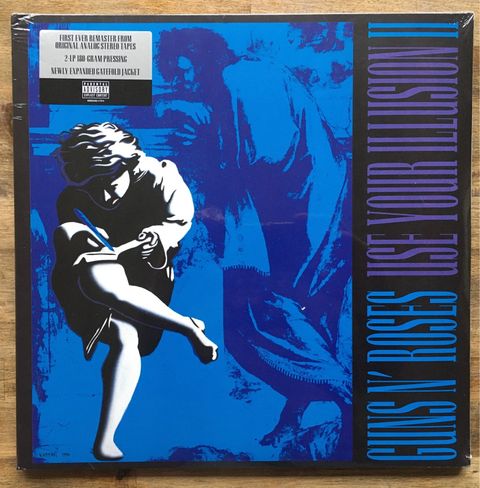 FIRST EVER REMASTER FROM
ORIGINAL ANALOG STEREO TAPES
2-LP 180-GRAM PRESSING
NEWLY EXPANDED GATEFOLD JACKET
PARENTAL
ADVISORY
EXPLICIT CONTENT
GUNS N' ROSES USE YOUR ILLUSION II